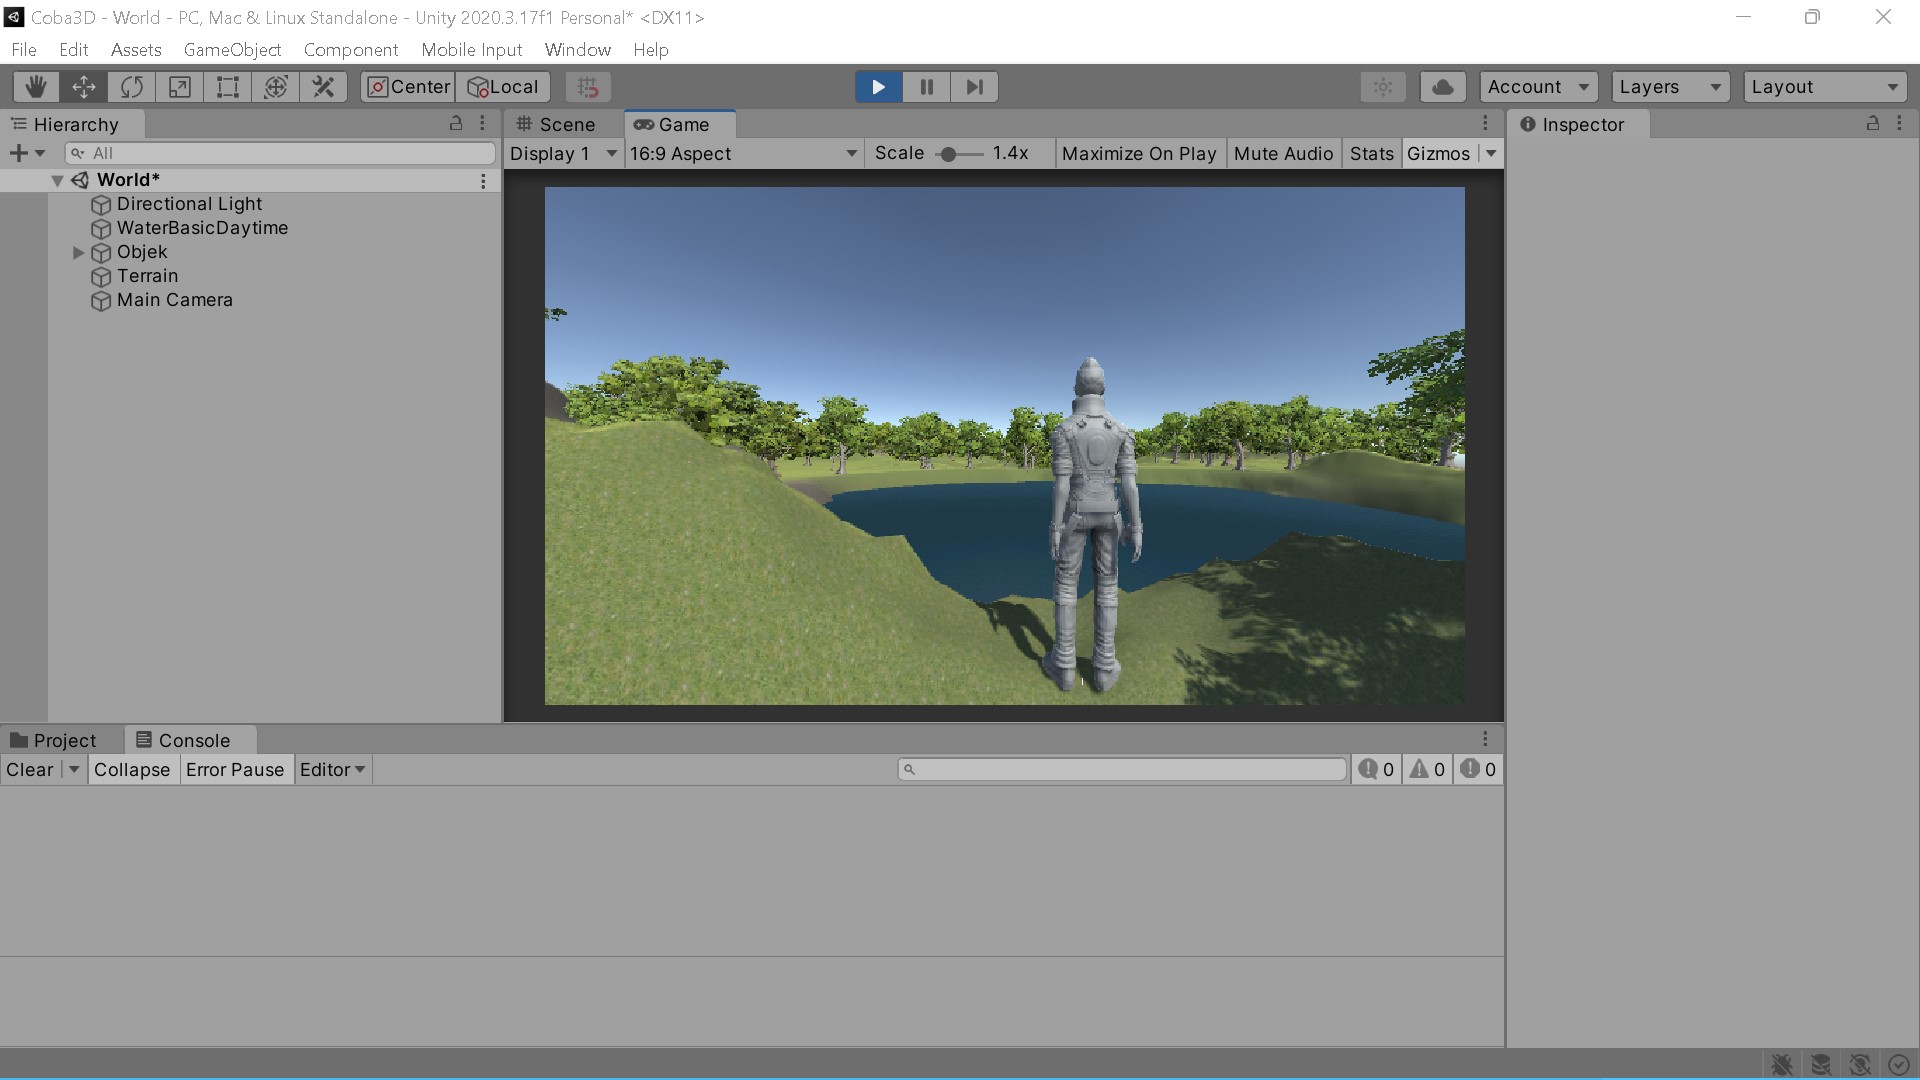 Coba3D - World - PC, Mac & Linux Standalone - Unity 2020.3.17f1 Personal* <DX11>
File Edit Assets GameObject Component Mobile Input Window Help
Center Local Account Layers Layout
Hierarchy Scene Game Inspector
All Display 1 16:9 Aspect Scale 1.4x Maximize On Play Mute Audio Stats Gizmos
World*
Directional Light
WaterBasicDaytime
Objek
Terrain
Main Camera
Project Console
Clear Collapse Error Pause Editor 0 0 0